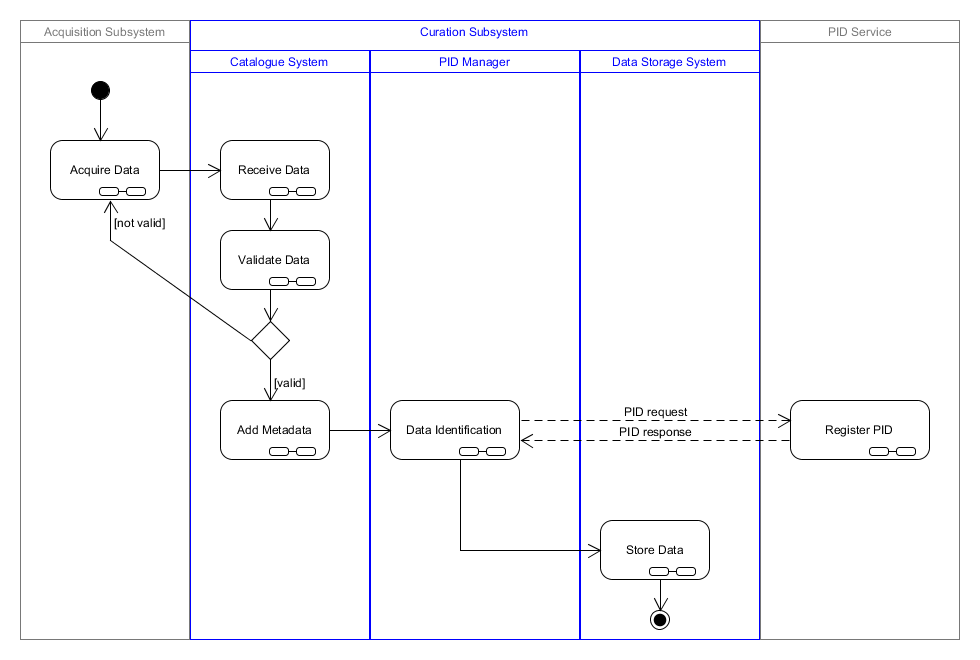 Acquisition Subsystem
Curation Subsystem
PID Service
Catalogue System
PID Manager
Data Storage System
Acquire Data
Receive Data
[not valid]
Validate Data
[valid]
Add Metadata
Data Identification
PID request
PID response
Register PID
Store Data